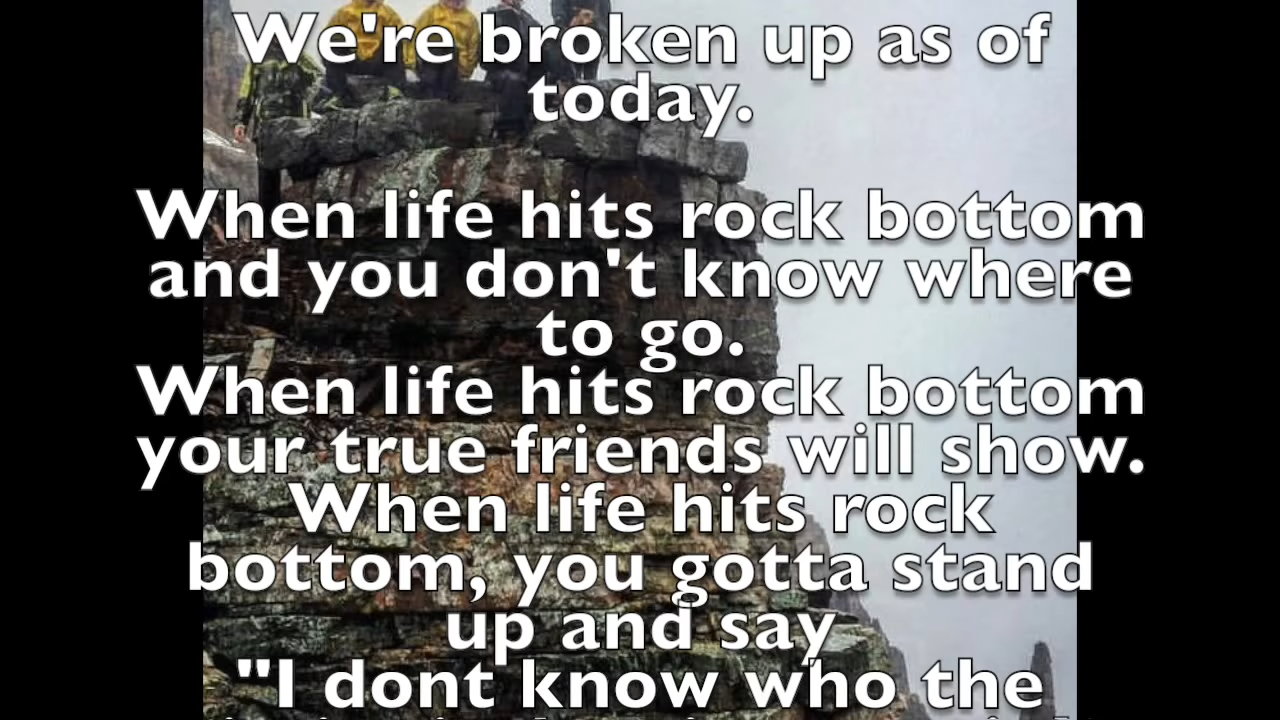 We're broken up as of
today.
When life hits rock bottom
and you don't know where
to go.
When life hits rock bottom
your true friends will show.
When life hits rock
bottom, you gotta stand
up and say
"I dont know who the